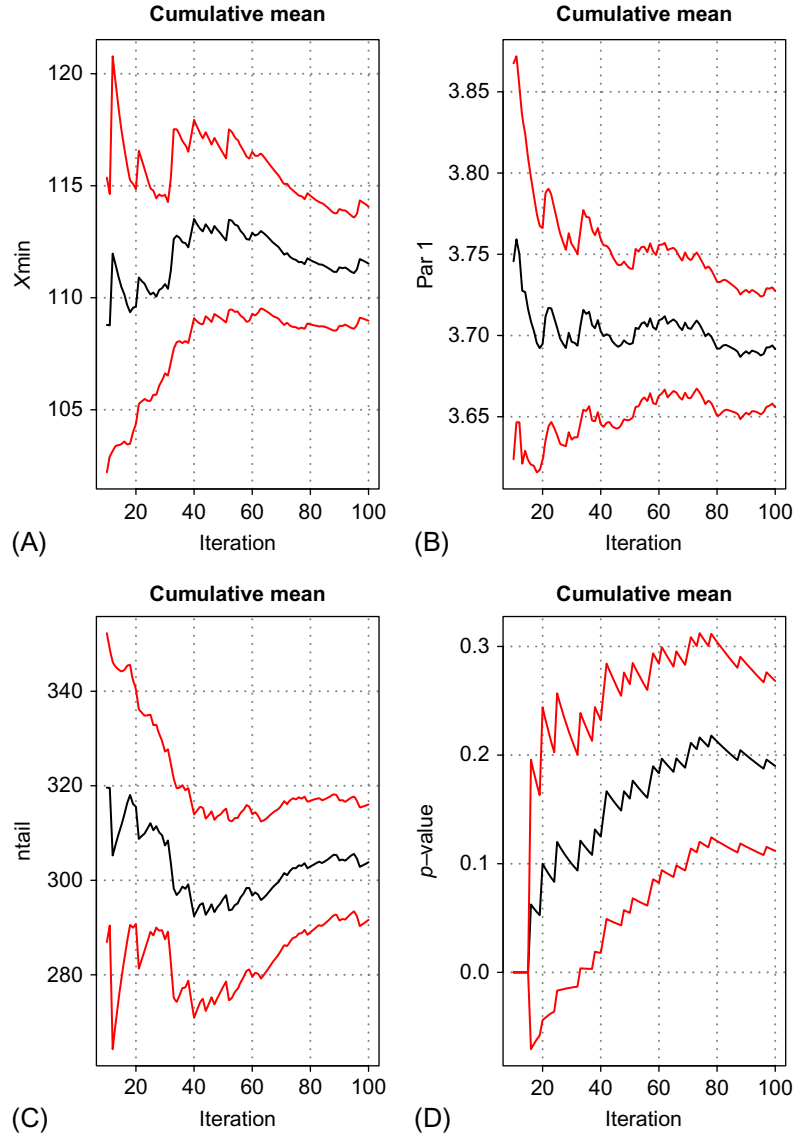 Cumulative mean
120
115
110
105
Xmin
20 40 60 80 100
(A) Iteration
Cumulative mean
3.85
3.80
3.75
3.70
3.65
Par 1
20 40 60 80 100
(B) Iteration
Cumulative mean
340
320
300
280
ntail
20 40 60 80 100
(C) Iteration
Cumulative mean
0.3
0.2
0.1
0.0
p–value
20 40 60 80 100
(D) Iteration